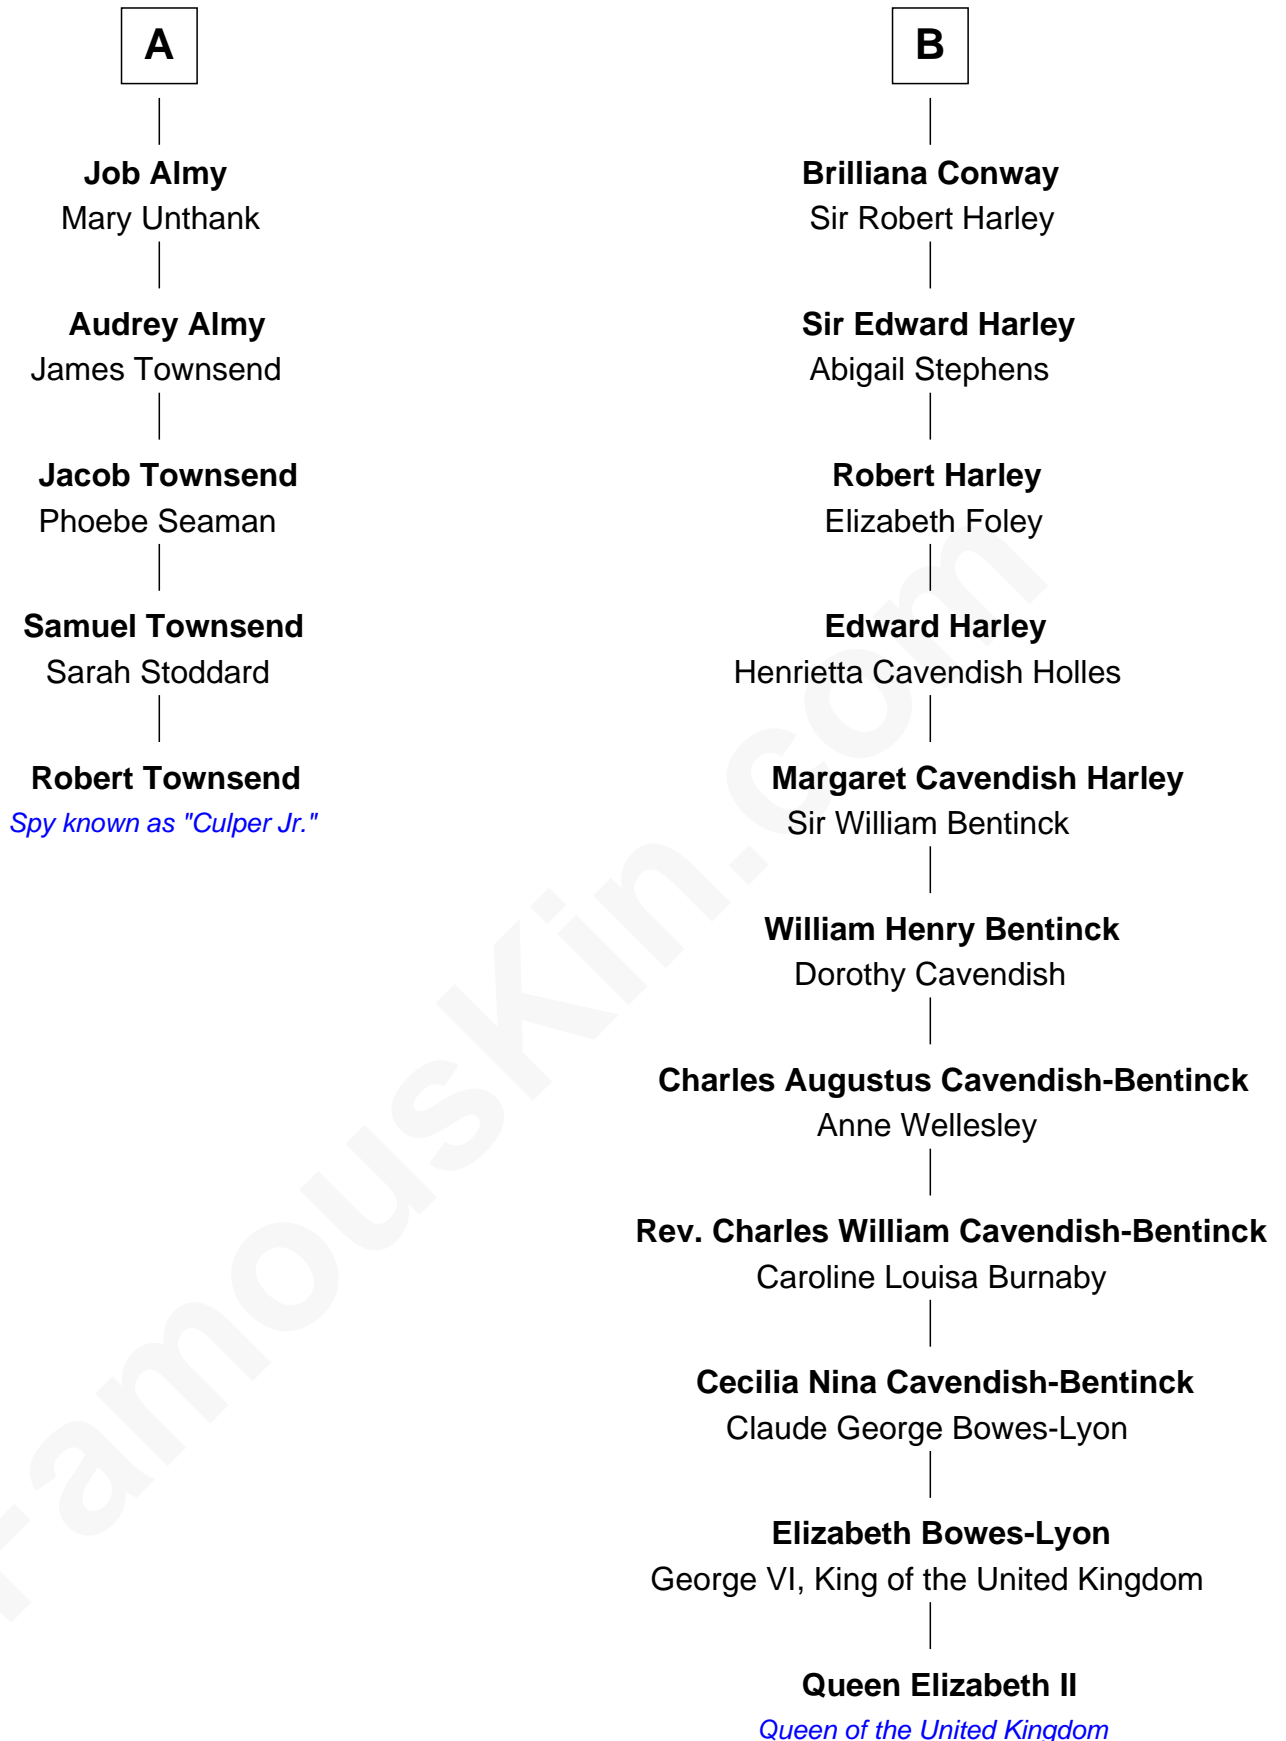 A
Job Almy
Mary Unthank
Audrey Almy
James Townsend
Jacob Townsend
Phoebe Seaman
Samuel Townsend
Sarah Stoddard
Robert Townsend
Spy known as "Culper Jr."
B
Brilliana Conway
Sir Robert Harley
Sir Edward Harley
Abigail Stephens
Robert Harley
Elizabeth Foley
Edward Harley
Henrietta Cavendish Holles
Margaret Cavendish Harley
Sir William Bentinck
William Henry Bentinck
Dorothy Cavendish
Charles Augustus Cavendish-Bentinck
Anne Wellesley
Rev. Charles William Cavendish-Bentinck
Caroline Louisa Burnaby
Cecilia Nina Cavendish-Bentinck
Claude George Bowes-Lyon
Elizabeth Bowes-Lyon
George VI, King of the United Kingdom
Queen Elizabeth II
Queen of the United Kingdom
FamousKin.com